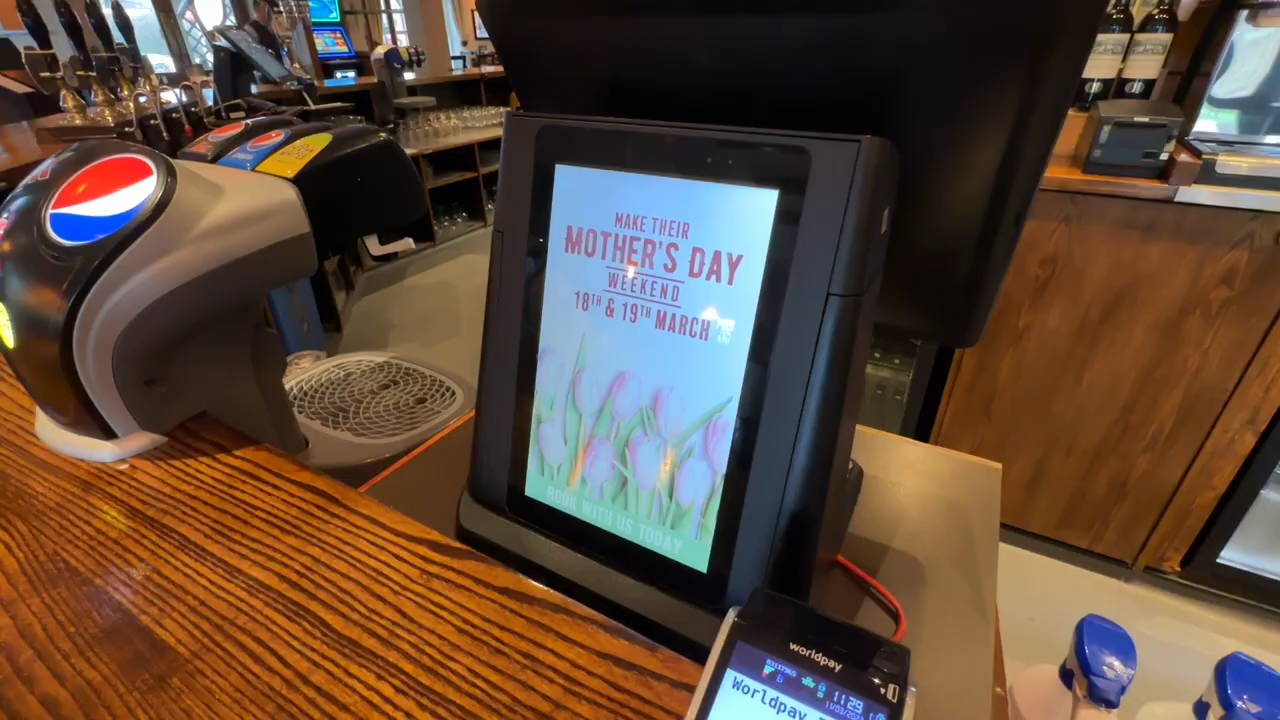 MAKE THEIR
MOTHER'S DAY
WEEKEND
18TH & 19TH MARCH
BOOK WITH US TODAY
worldpay
11:29
Worldpay